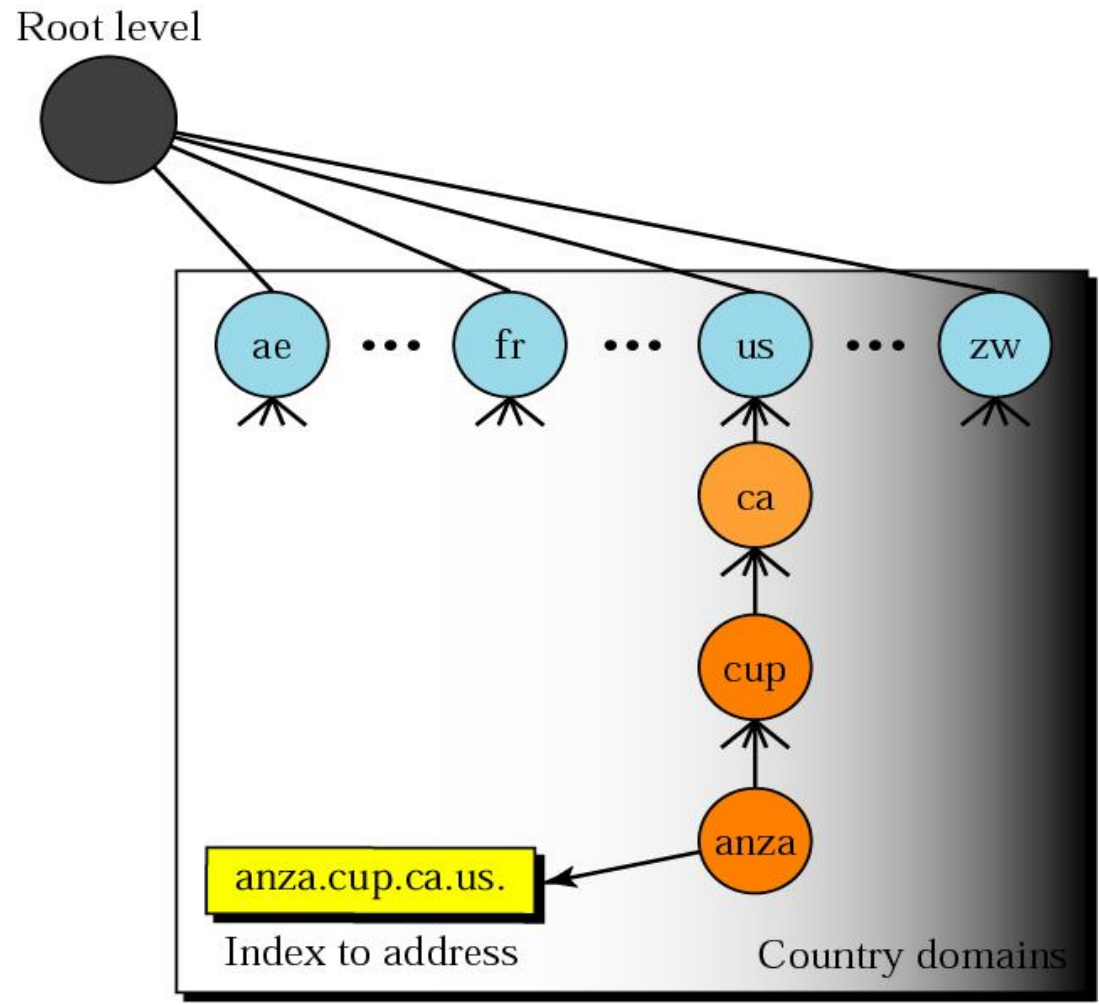 Root level
ae ••• fr ••• us ••• zw
ca
cup
anza
anza.cup.ca.us.
Index to address
Country domains